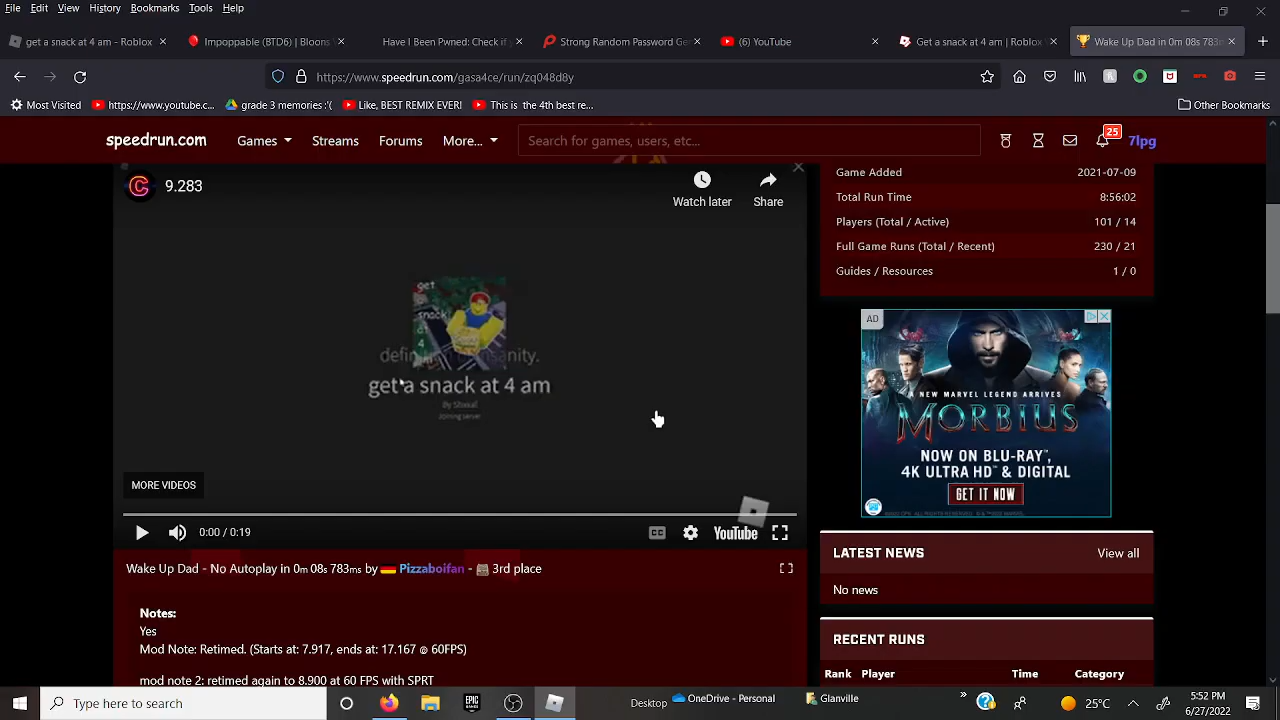 File Edit View History Bookmarks Tools Help
get a snack at 4 am - Roblox
Impoppable (BTD6) | Bloons
Have I Been Pwned: Check if y
Strong Random Password Ger
(6) YouTube
Get a snack at 4 am | Roblox
Wake Up Dad in 0m 08s 783m
https://www.speedrun.com/gasa4ce/run/zq048d8y
Most Visited
https://www.youtube.c...
grade 3 memories :'(
Like, BEST REMIX EVER!
This is the 4th best re...
Other Bookmarks
speedrun.com
Games
Streams
Forums
More...
Search for games, users, etc...
25
7lpg
9.283
Watch later
Share
get
snack
4
get a snack at 4 am
Joining server
MORE VIDEOS
0:00 / 0:19
CC
YouTube
Wake Up Dad - No Autoplay in 0m 08s 783ms by Pizzaboifan - 3rd place
Notes:
Yes
Mod Note: Retimed. (Starts at: 7.917, ends at: 17.167 @ 60FPS)
mod note 2: retimed again to 8.900 at 60 FPS with SPRT
Game Added 2021-07-09
Total Run Time 8:56:02
Players (Total / Active) 101 / 14
Full Game Runs (Total / Recent) 230 / 21
Guides / Resources 1 / 0
AD
A NEW MARVEL LEGEND ARRIVES
MORBIUS
NOW ON BLU-RAY,
4K ULTRA HD & DIGITAL
GET IT NOW
LATEST NEWS View all
No news
RECENT RUNS
Rank Player Time Category
Type here to search
EPIC GAMES
Desktop
OneDrive - Personal
Glanville
25°C
5:52 PM
6/27/2022